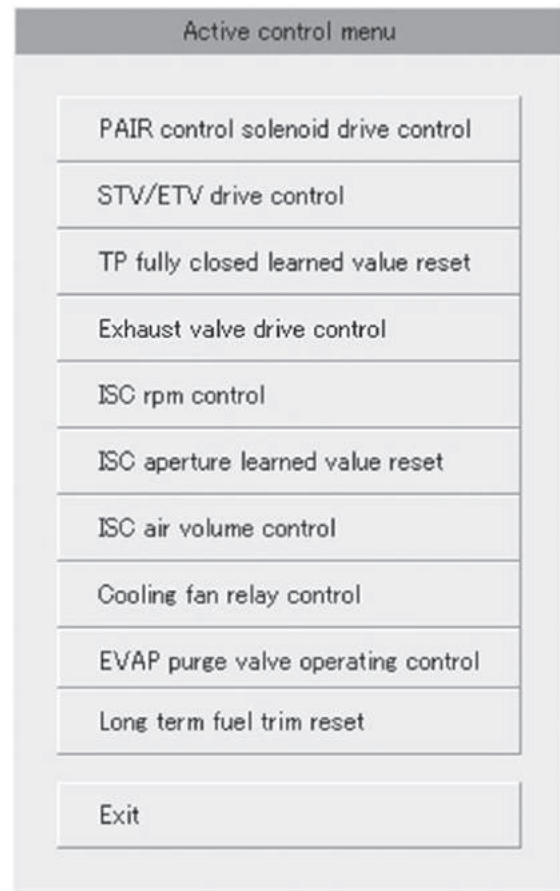 Active control menu
PAIR control solenoid drive control
STV/ETV drive control
TP fully closed learned value reset
Exhaust valve drive control
ISC rpm control
ISC aperture learned value reset
ISC air volume control
Cooling fan relay control
EVAP purge valve operating control
Long term fuel trim reset
Exit